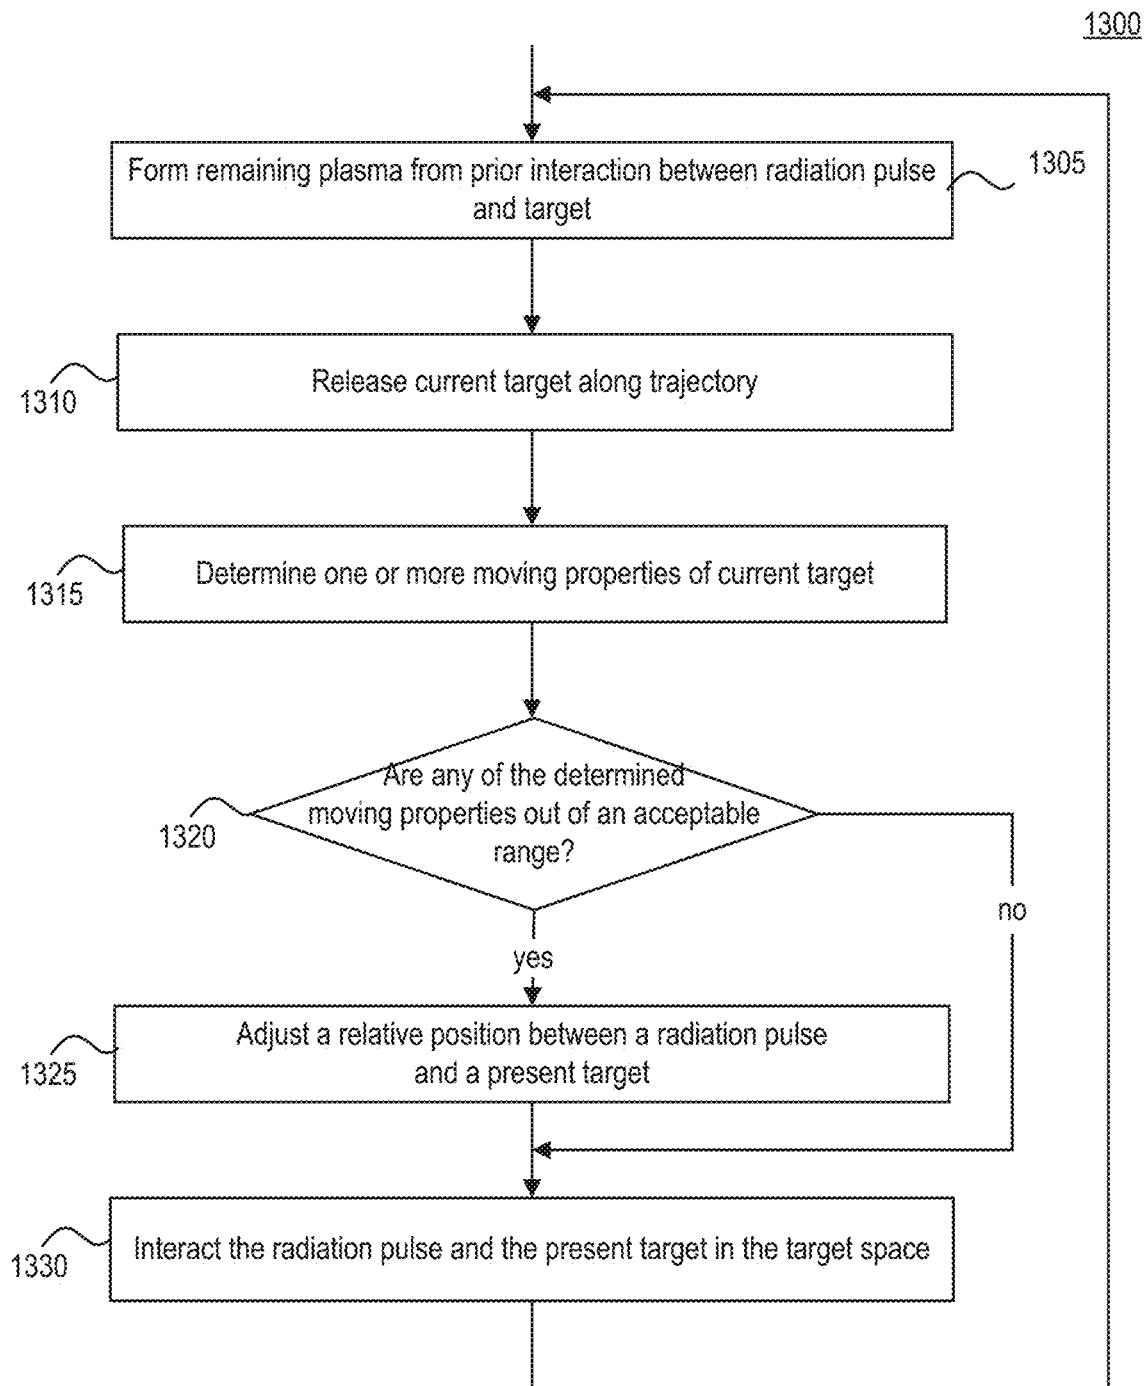 1300
Form remaining plasma from prior interaction between radiation pulse
and target
1305
Release current target along trajectory
1310
Determine one or more moving properties of current target
1315
Are any of the determined
moving properties out of an acceptable
range?
1320
no
yes
Adjust a relative position between a radiation pulse
and a present target
1325
Interact the radiation pulse and the present target in the target space
1330